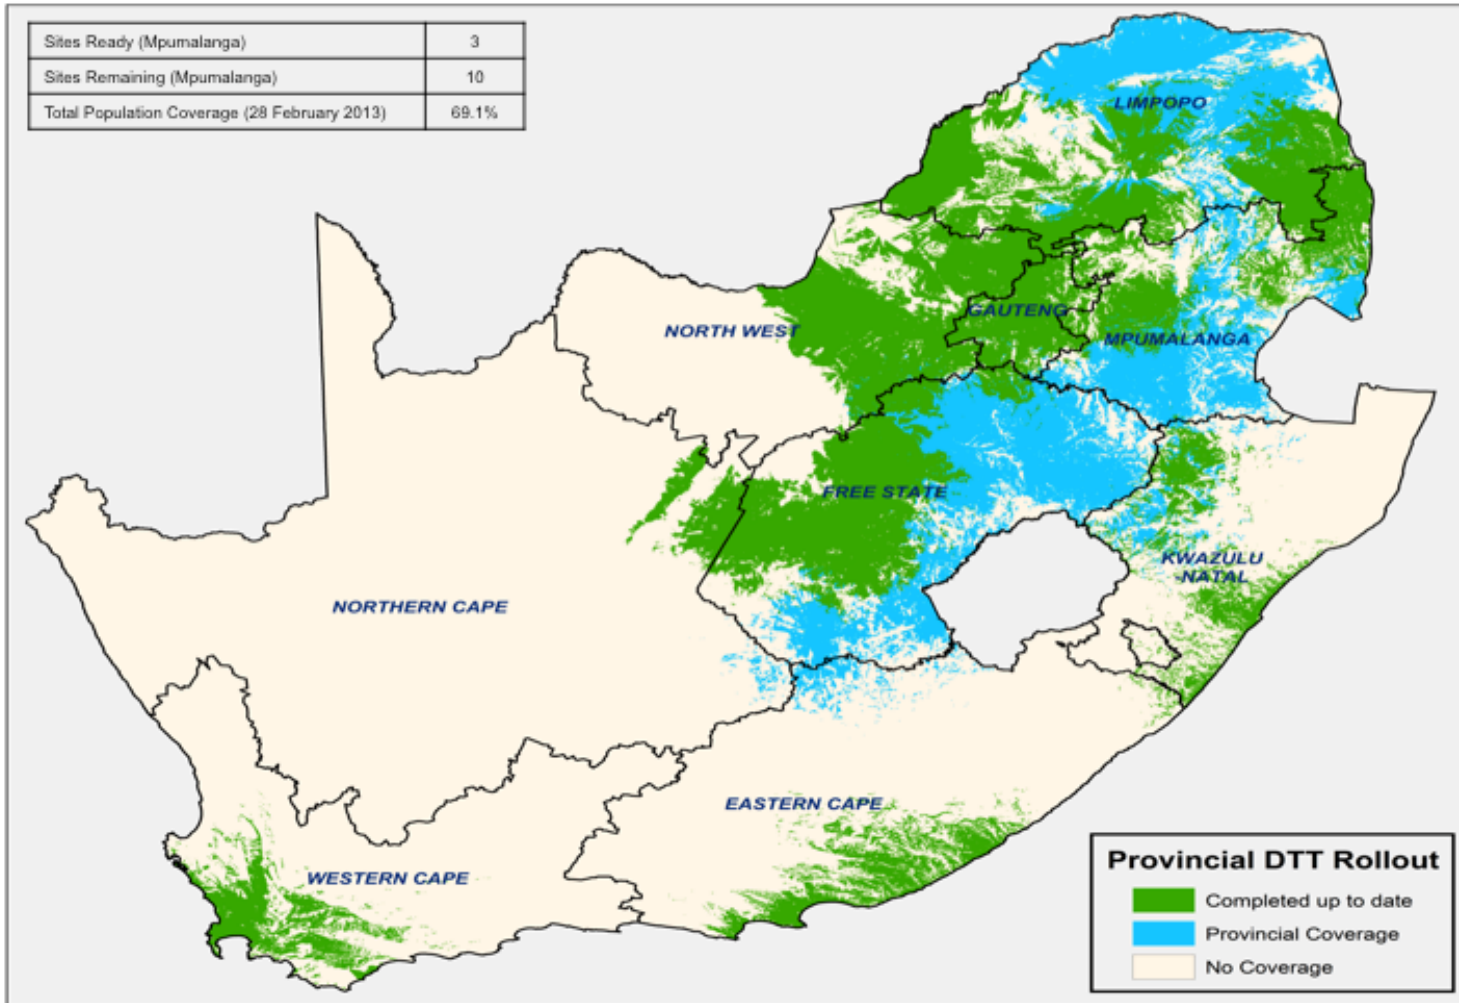 Sites Ready (Mpumalanga) 3
Sites Remaining (Mpumalanga) 10
Total Population Coverage (28 February 2013) 69.1%
LIMPOPO
NORTH WEST
GAUTENG
MPUMALANGA
FREE STATE
KWAZULU
-NATAL
NORTHERN CAPE
EASTERN CAPE
WESTERN CAPE
Provincial DTT Rollout
Completed up to date
Provincial Coverage
No Coverage